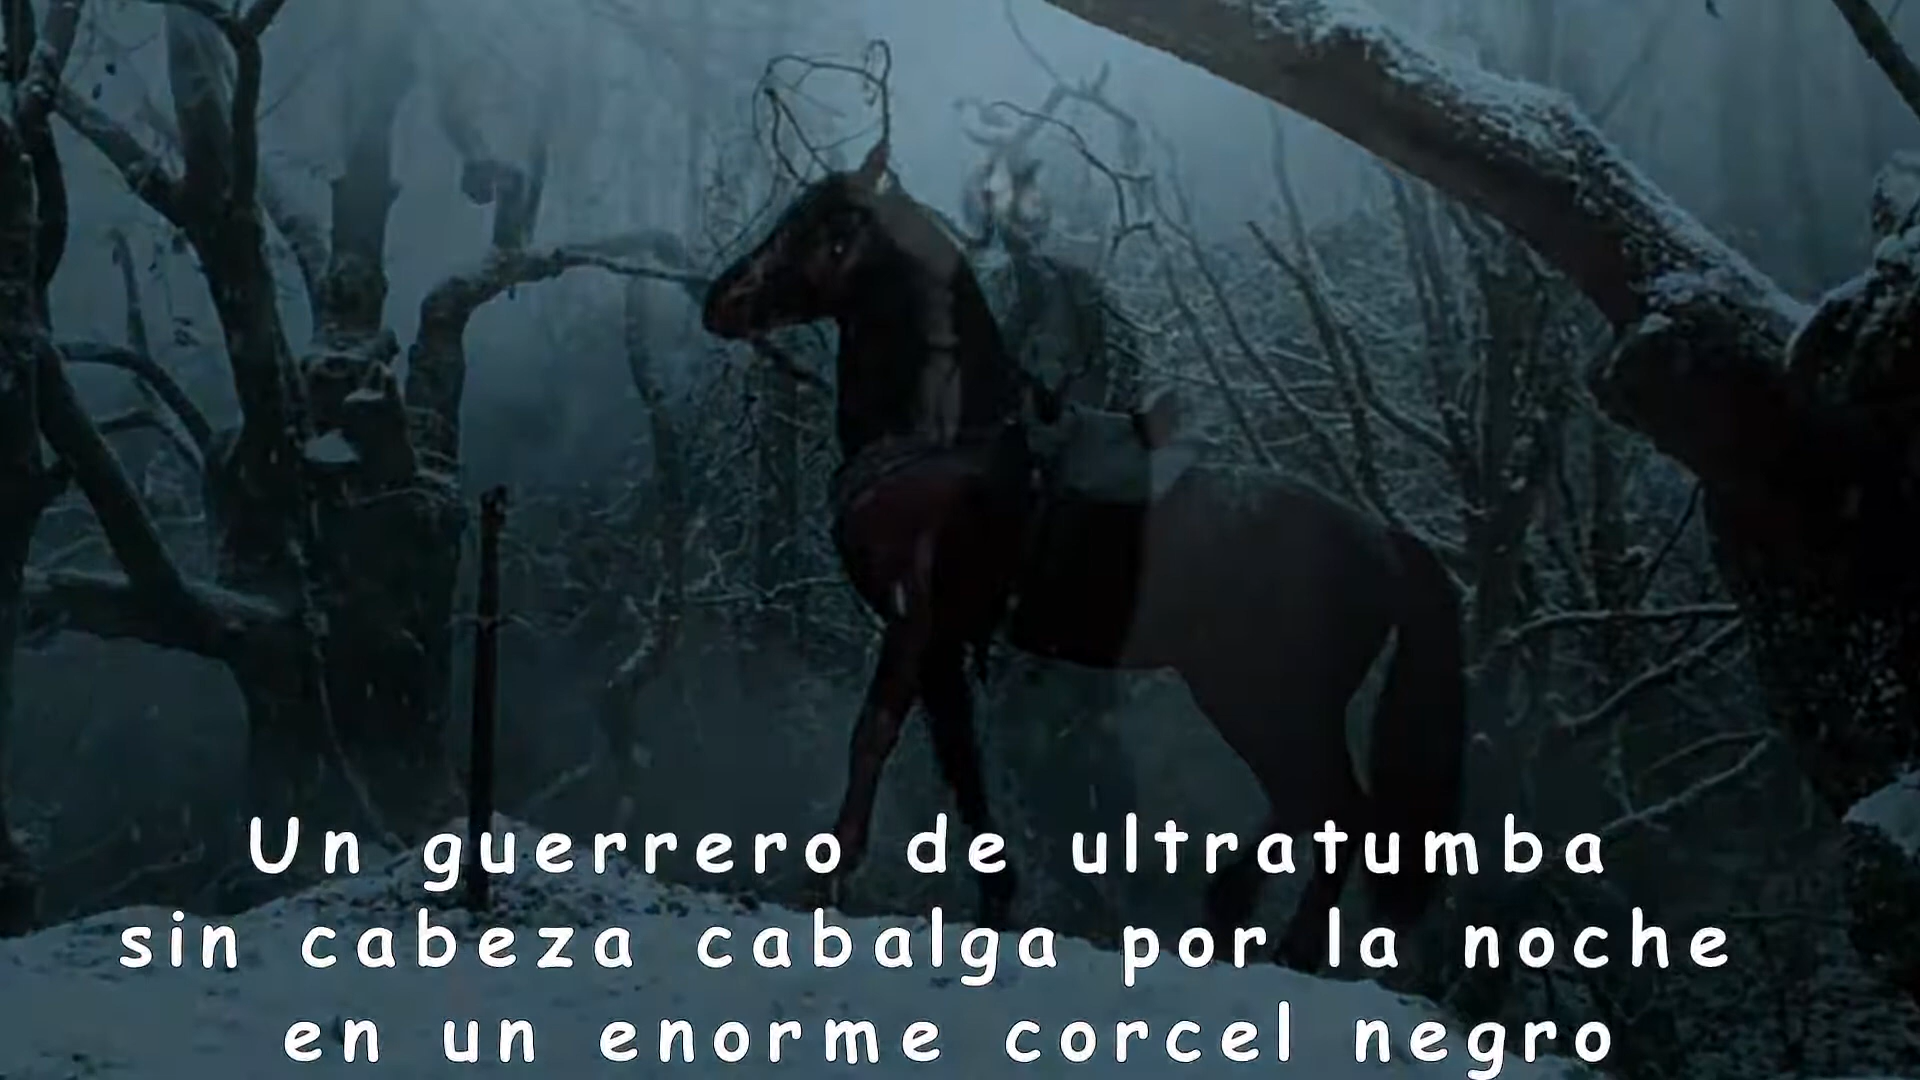 Un guerrero de ultratumba
sin cabeza cabalga por la noche
en un enorme corcel negro